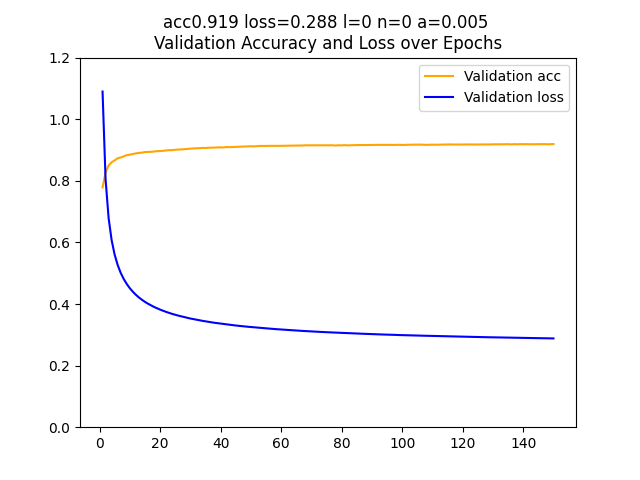 acc0.919 loss=0.288 l=0 n=0 a=0.005
Validation Accuracy and Loss over Epochs
Validation acc
Validation loss
1.2
1.0
0.8
0.6
0.4
0.2
0.0
0 20 40 60 80 100 120 140